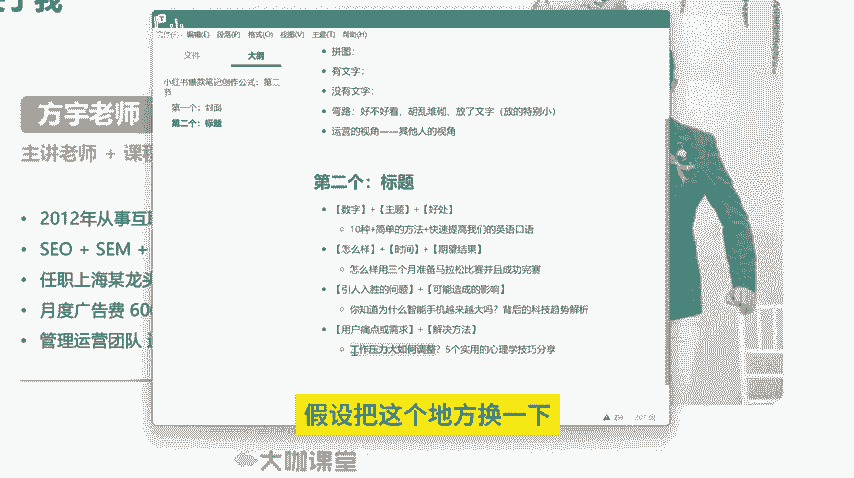 了我
方宇老师
主讲老师 + 课程
• 2012年从事互联
• SEO + SEM +
• 任职上海某龙头
• 月度广告费 600
• 管理运营团队
编辑(E) 段落(P) 格式(O) 视图(V) 主题(T) 帮助(H)
文件 大纲
小红书爆款笔记创作公式：第二节
第一个：封面
第二个：标题
• 拼图：
• 有文字：
• 没有文字：
• 弯路：好不好看，胡乱堆砌、放了文字（放的特别小）
• 运营的视角——其他人的视角
第二个：标题
• 【数字】+【主题】+【好处】
◦ 10种+简单的方法+快速提高我们的英语口语
• 【怎么样】+【时间】+【期望结果】
◦ 怎么样用三个月准备马拉松比赛并且成功完赛
• 【引人入胜的问题】+【可能造成的影响】
◦ 你知道为什么智能手机越来越大吗？背后的科技趋势解析
• 【用户痛点或需求】+【解决方法】
◦ 工作压力大如何调整？5个实用的心理学技巧分享
假设把这个地方换一下
大咖课堂